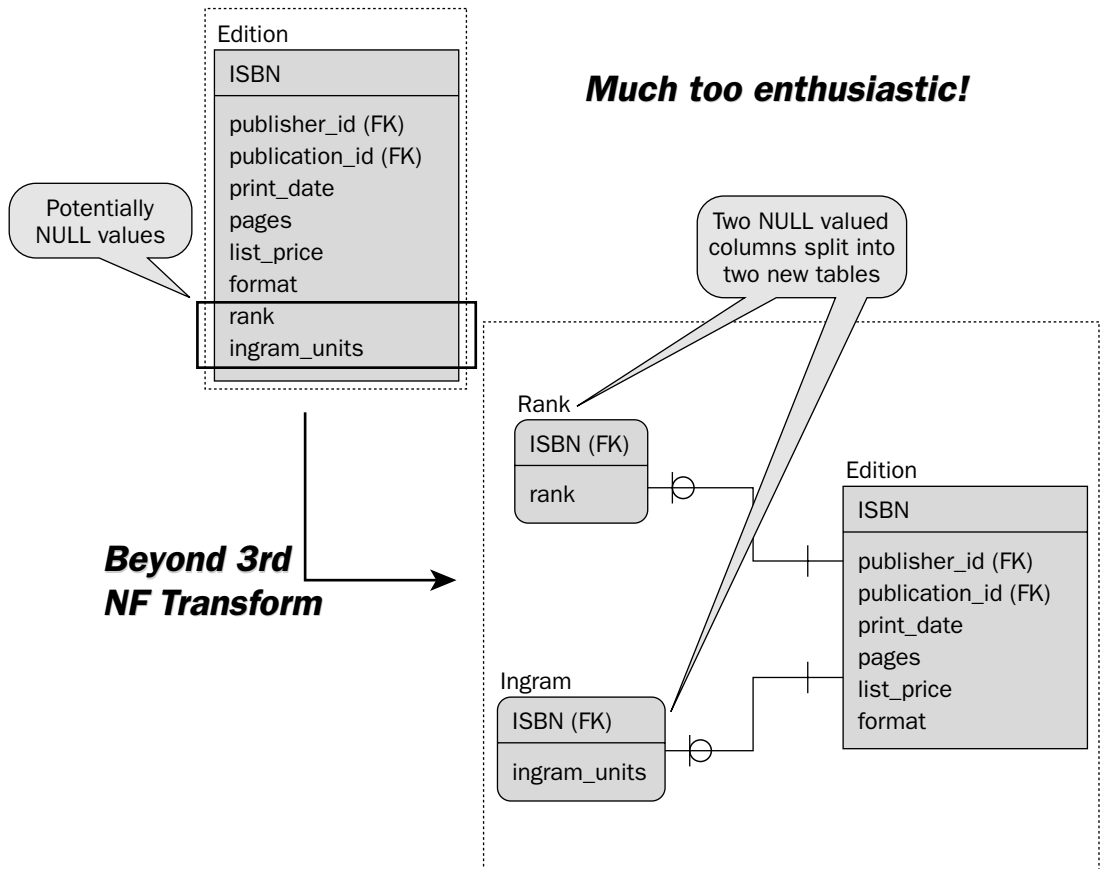 Edition
ISBN
publisher_id (FK)
publication_id (FK)
print_date
pages
list_price
format
rank
ingram_units
Much too enthusiastic!
Potentially
NULL values
Two NULL valued
columns split into
two new tables
Beyond 3rd
NF Transform
Rank
ISBN (FK)
rank
Ingram
ISBN (FK)
ingram_units
Edition
ISBN
publisher_id (FK)
publication_id (FK)
print_date
pages
list_price
format